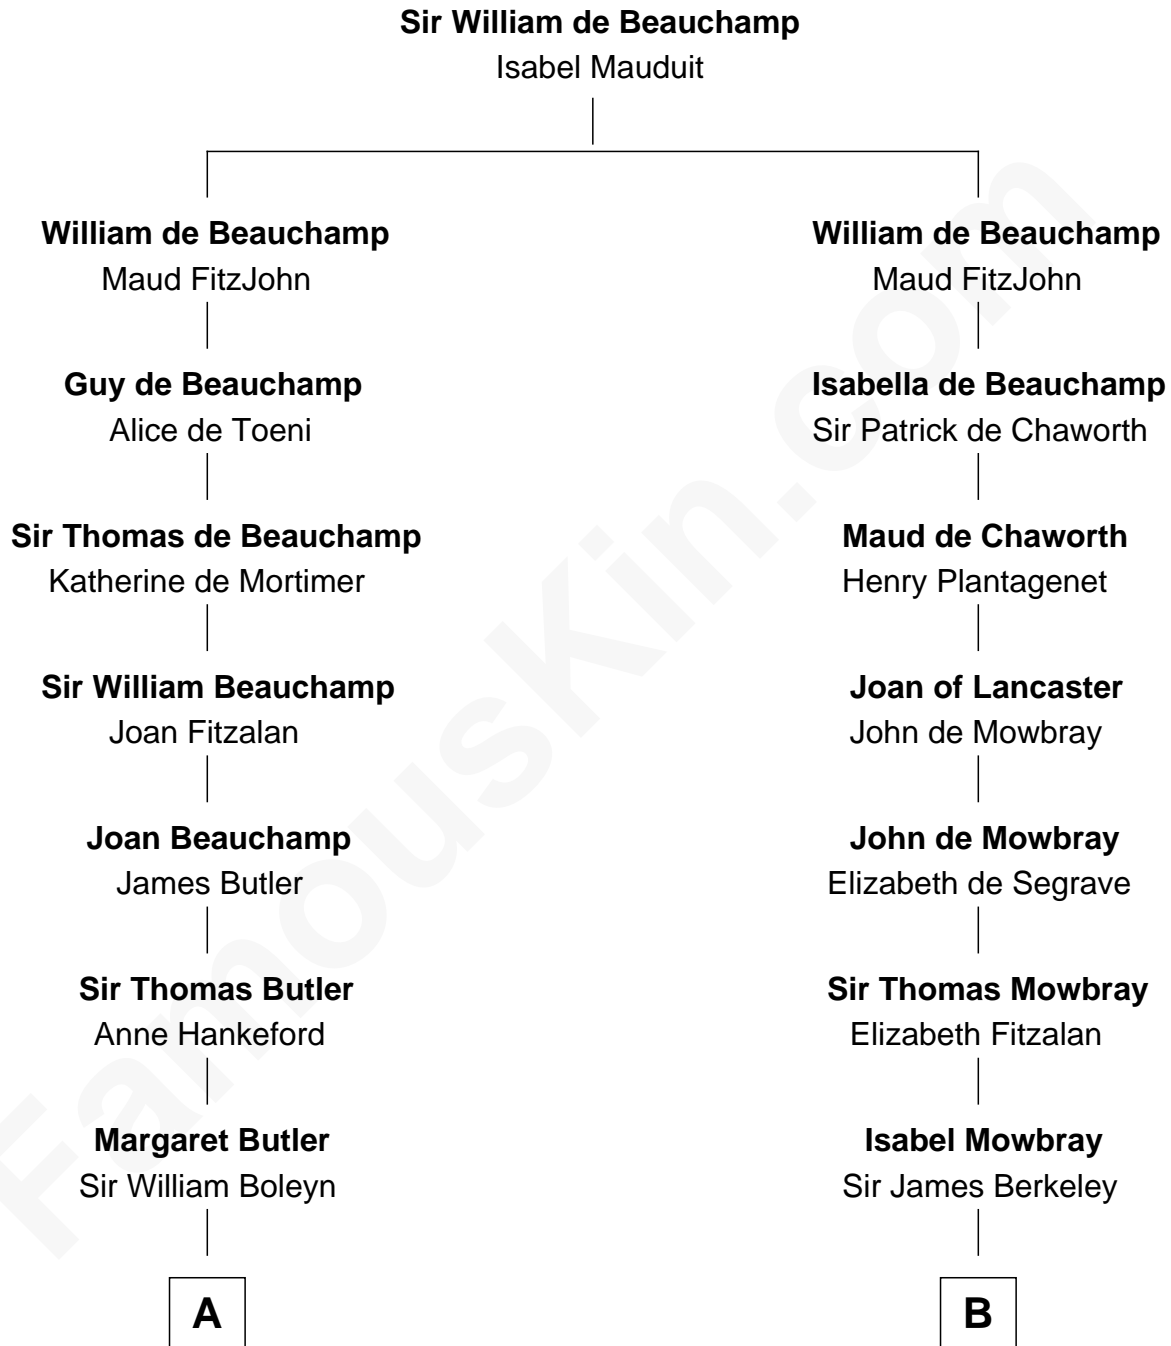 Sir William de Beauchamp
Isabel Mauduit
William de Beauchamp
Maud FitzJohn
William de Beauchamp
Maud FitzJohn
Guy de Beauchamp
Alice de Toeni
Isabella de Beauchamp
Sir Patrick de Chaworth
Sir Thomas de Beauchamp
Katherine de Mortimer
Maud de Chaworth
Henry Plantagenet
Sir William Beauchamp
Joan Fitzalan
Joan of Lancaster
John de Mowbray
Joan Beauchamp
James Butler
John de Mowbray
Elizabeth de Segrave
Sir Thomas Butler
Anne Hankeford
Sir Thomas Mowbray
Elizabeth Fitzalan
Margaret Butler
Sir William Boleyn
Isabel Mowbray
Sir James Berkeley
A
B
FamousKin.com